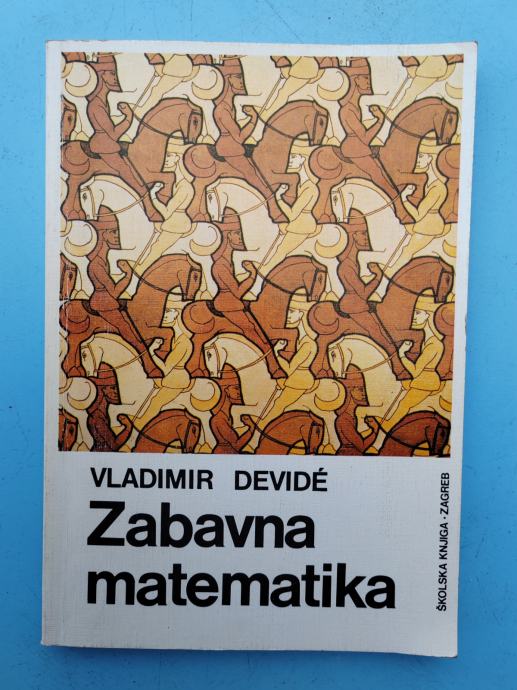 VLADIMIR DEVIDÉ
Zabavna
matematika
ŠKOLSKA KNJIGA · ZAGREB